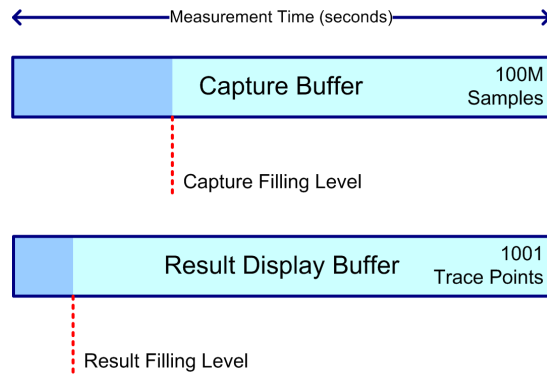 Measurement Time (seconds)
Capture Buffer
100M
Samples
Capture Filling Level
Result Display Buffer
1001
Trace Points
Result Filling Level